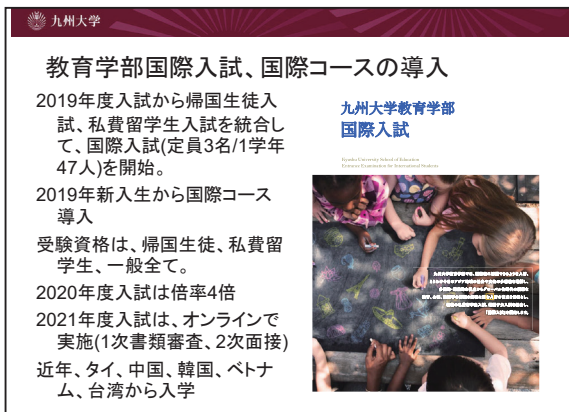 九州大学
教育学部国際入試、国際コースの導入
2019年度入試から帰国生徒入
試、私費留学生入試を統合し
て、国際入試(定員3名/1学年
47人)を開始。
2019年新入生から国際コース
導入
受験資格は、帰国生徒、私費留
学生、一般全て。
2020年度入試は倍率4倍
2021年度入試は、オンラインで
実施(1次書類審査、2次面接)
近年、タイ、中国、韓国、ベトナ
ム、台湾から入学
九州大学教育学部
国際入試
Kyushu University School of Education
Entrance Examination for International Students